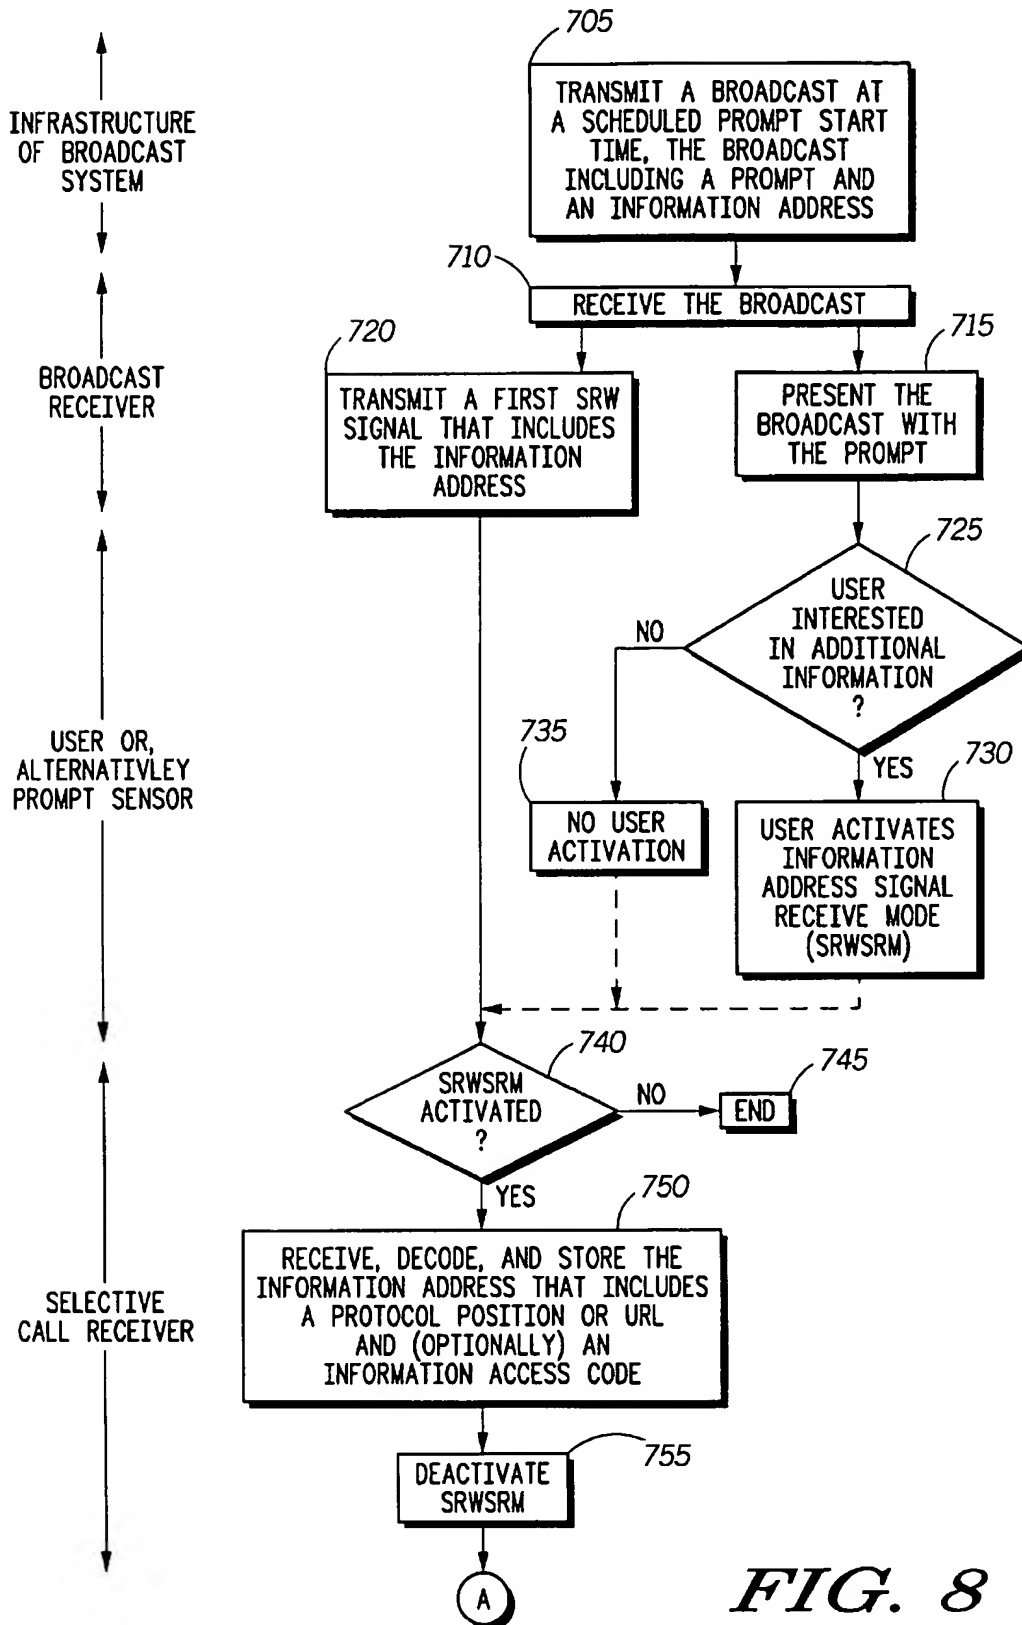 705
TRANSMIT A BROADCAST AT
A SCHEDULED PROMPT START
TIME, THE BROADCAST
INCLUDING A PROMPT AND
AN INFORMATION ADDRESS
INFRASTRUCTURE
OF BROADCAST
SYSTEM
710
RECEIVE THE BROADCAST
720
715
BROADCAST
RECEIVER
TRANSMIT A FIRST SRW
SIGNAL THAT INCLUDES
THE INFORMATION
ADDRESS
PRESENT THE
BROADCAST WITH
THE PROMPT
725
USER
INTERESTED
IN ADDITIONAL
INFORMATION
?
NO
YES
USER OR,
ALTERNATIVLEY
PROMPT SENSOR
735
NO USER
ACTIVATION
730
USER ACTIVATES
INFORMATION
ADDRESS SIGNAL
RECEIVE MODE
(SRWSRM)
740
SRWSRM
ACTIVATED
?
NO
745
END
YES
750
RECEIVE, DECODE, AND STORE THE
INFORMATION ADDRESS THAT INCLUDES
A PROTOCOL POSITION OR URL
AND (OPTIONALLY) AN
INFORMATION ACCESS CODE
SELECTIVE
CALL RECEIVER
755
DEACTIVATE
SRWSRM
A
FIG. 8